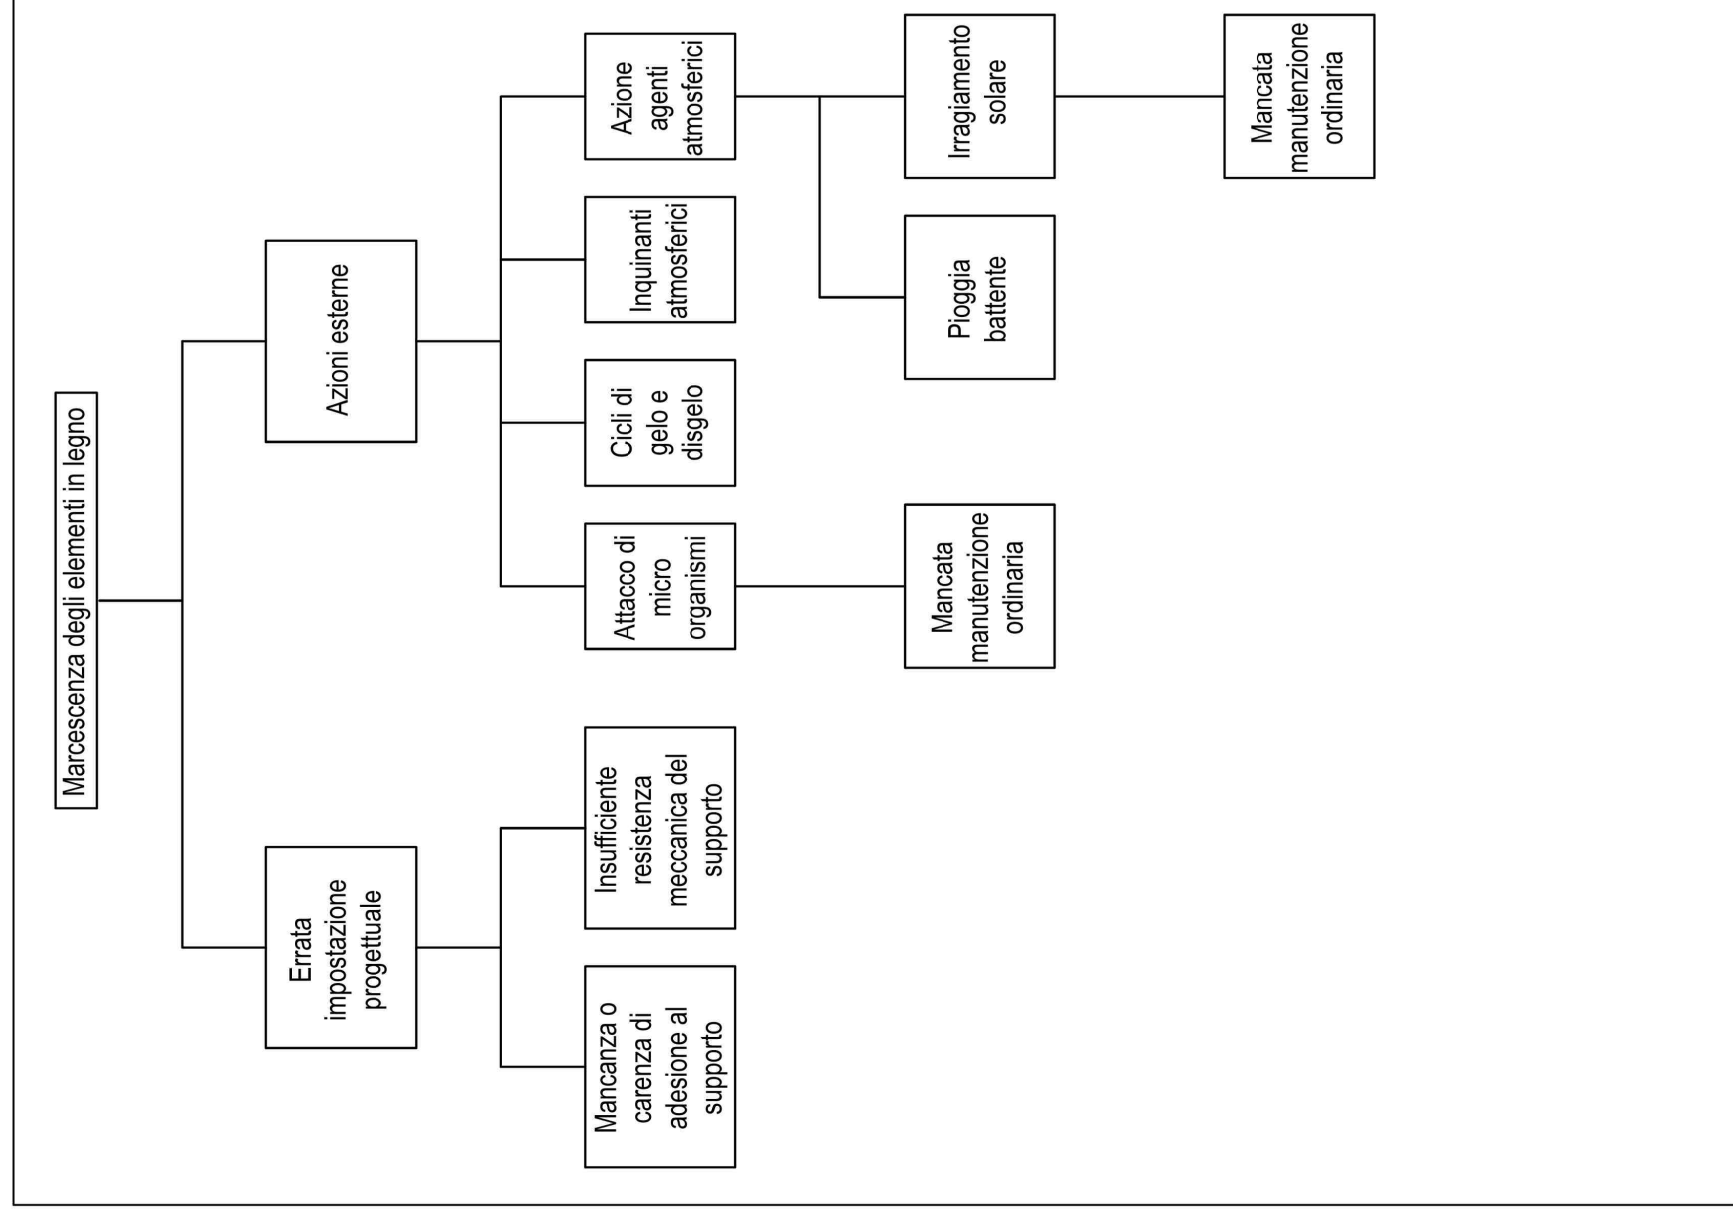 Marcescenza degli elementi in legno
Errata
impostazione
progettuale
Azioni esterne
Mancanza o
carenza di
adesione al
supporto
Insufficiente
resistenza
meccanica del
supporto
Attacco di
micro
organismi
Cicli di
gelo e
disgelo
Inquinanti
atmosferici
Azione
agenti
atmosferici
Mancata
manutenzione
ordinaria
Pioggia
battente
Irragiamento
solare
Mancata
manutenzione
ordinaria